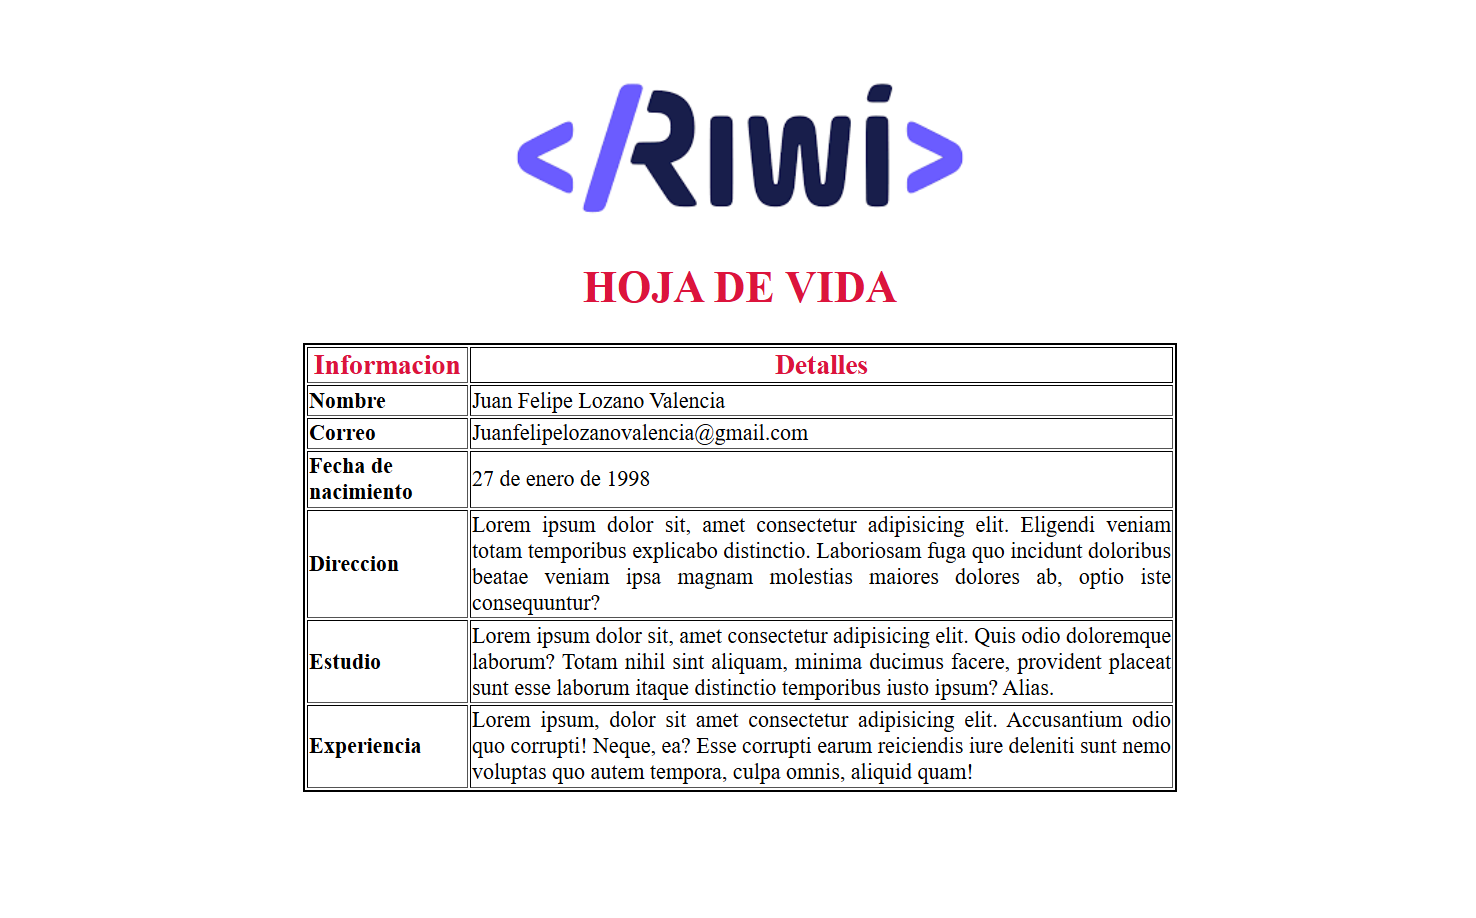 </RIWI>
HOJA DE VIDA
Informacion Detalles
Nombre Juan Felipe Lozano Valencia
Correo Juanfelipelozanovalencia@gmail.com
Fecha de
nacimiento 27 de enero de 1998
Direccion
Lorem ipsum dolor sit, amet consectetur adipisicing elit. Eligendi veniam
totam temporibus explicabo distinctio. Laboriosam fuga quo incidunt doloribus
beatae veniam ipsa magnam molestias maiores dolores ab, optio iste
consequuntur?
Estudio
Lorem ipsum dolor sit, amet consectetur adipisicing elit. Quis odio doloremque
laborum? Totam nihil sint aliquam, minima ducimus facere, provident placeat
sunt esse laborum itaque distinctio temporibus iusto ipsum? Alias.
Experiencia
Lorem ipsum, dolor sit amet consectetur adipisicing elit. Accusantium odio
quo corrupti! Neque, ea? Esse corrupti earum reiciendis iure deleniti sunt nemo
voluptas quo autem tempora, culpa omnis, aliquid quam!